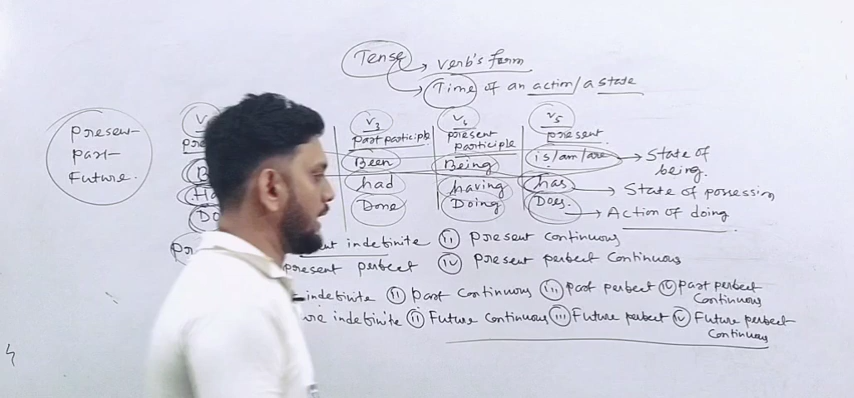 Tense
Verb's form
Time of an action/a state
Present
Past
Future.
V3 V4 V5
past participle present participle present
Been Being is/am/are State of being.
had having has State of possession
Done Doing Does. Action of doing
indefinite ii present continuous
present perfect iv present perfect continuous
indefinite ii past continuous iii past perfect iv past perfect continuous
indefinite ii Future continuous iii Future perfect iv Future perfect continuous